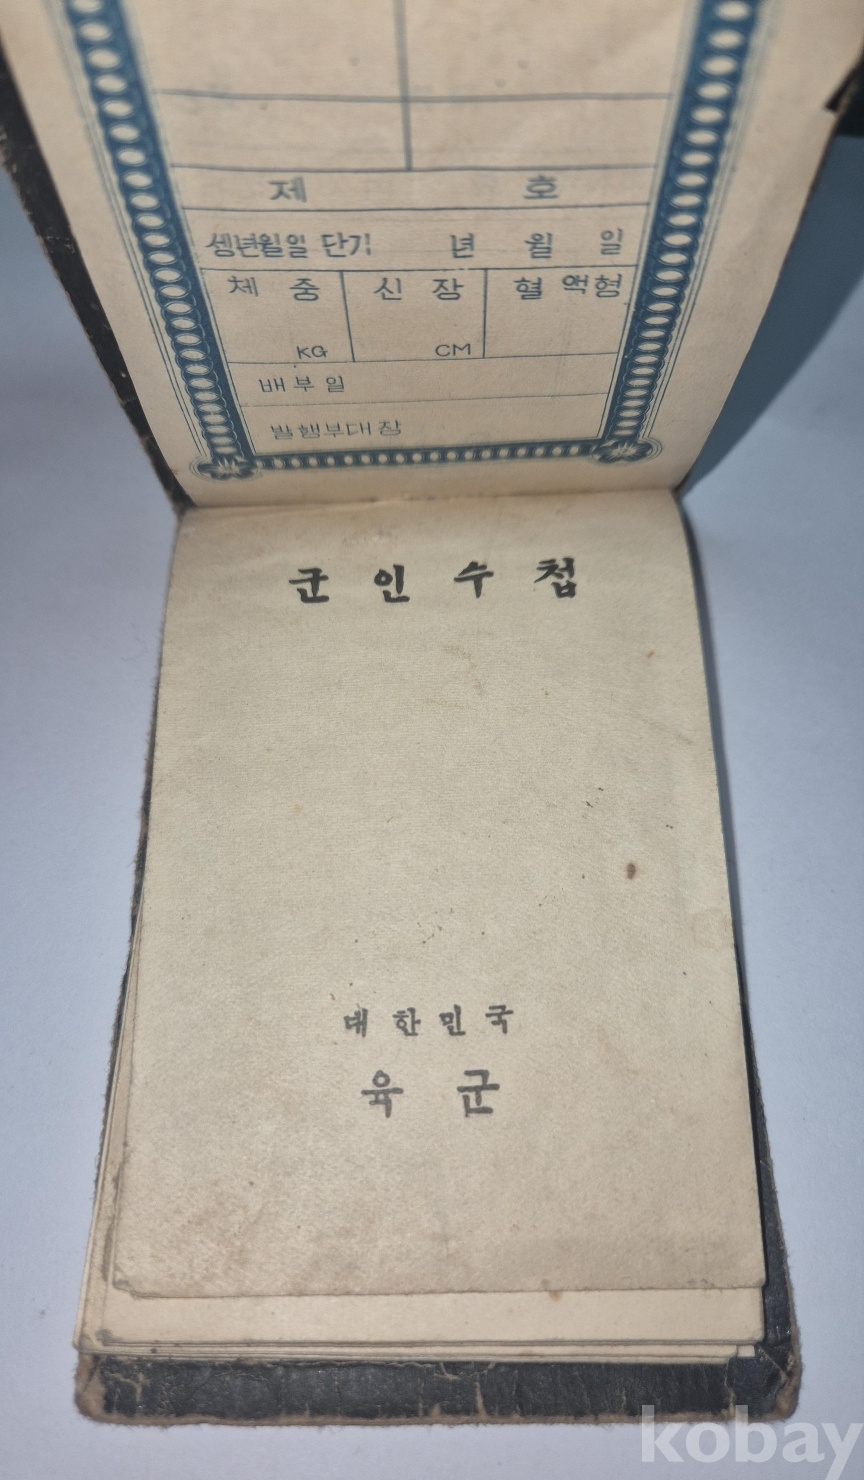 제 호
생년월일 단기 년 월 일
체 중 신 장 혈 액형
KG CM
배부일
발행부대장
군인수첩
대한민국
육군
kobay